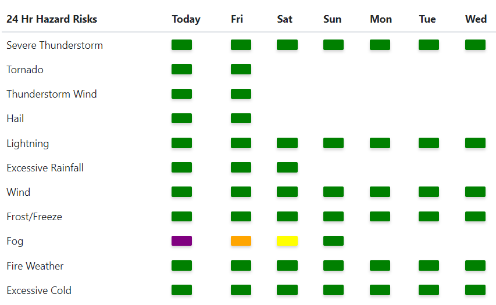 24 Hr Hazard Risks Today Fri Sat Sun Mon Tue Wed
Severe Thunderstorm
Tornado
Thunderstorm Wind
Hail
Lightning
Excessive Rainfall
Wind
Frost/Freeze
Fog
Fire Weather
Excessive Cold